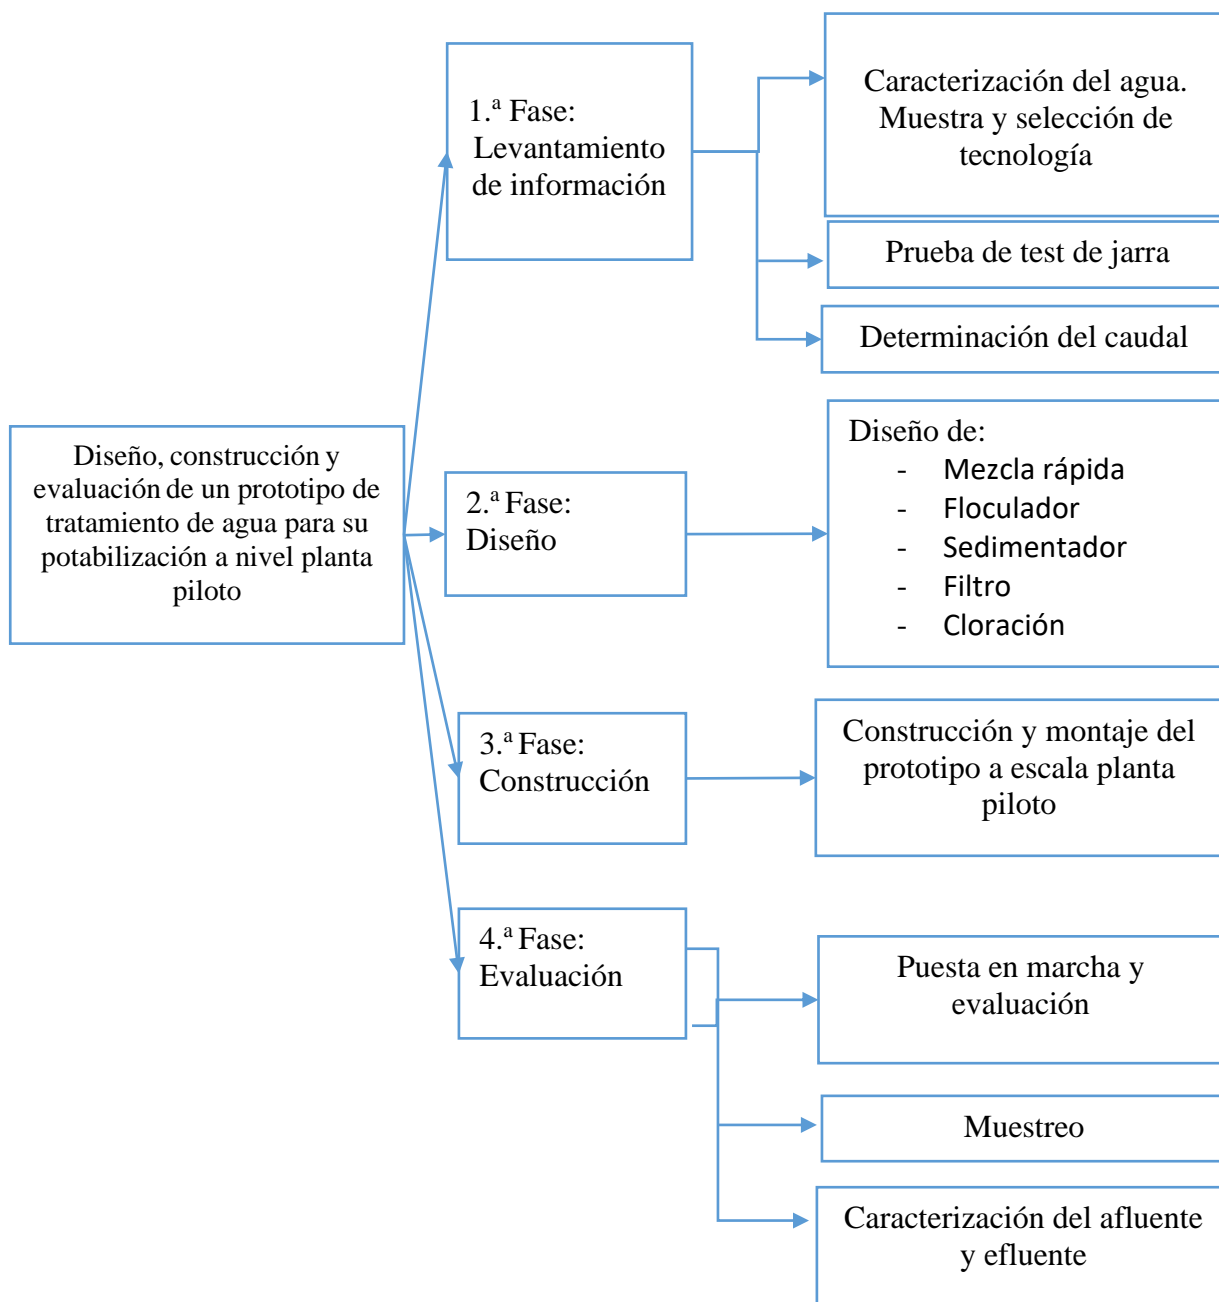 1.ª Fase:
Levantamiento
de información
Caracterización del agua.
Muestra y selección de
tecnología
Prueba de test de jarra
Determinación del caudal
Diseño, construcción y
evaluación de un prototipo de
tratamiento de agua para su
potabilización a nivel planta
piloto
2.ª Fase:
Diseño
Diseño de:
- Mezcla rápida
- Floculador
- Sedimentador
- Filtro
- Cloración
3.ª Fase:
Construcción
Construcción y montaje del
prototipo a escala planta
piloto
4.ª Fase:
Evaluación
Puesta en marcha y
evaluación
Muestreo
Caracterización del afluente
y efluente